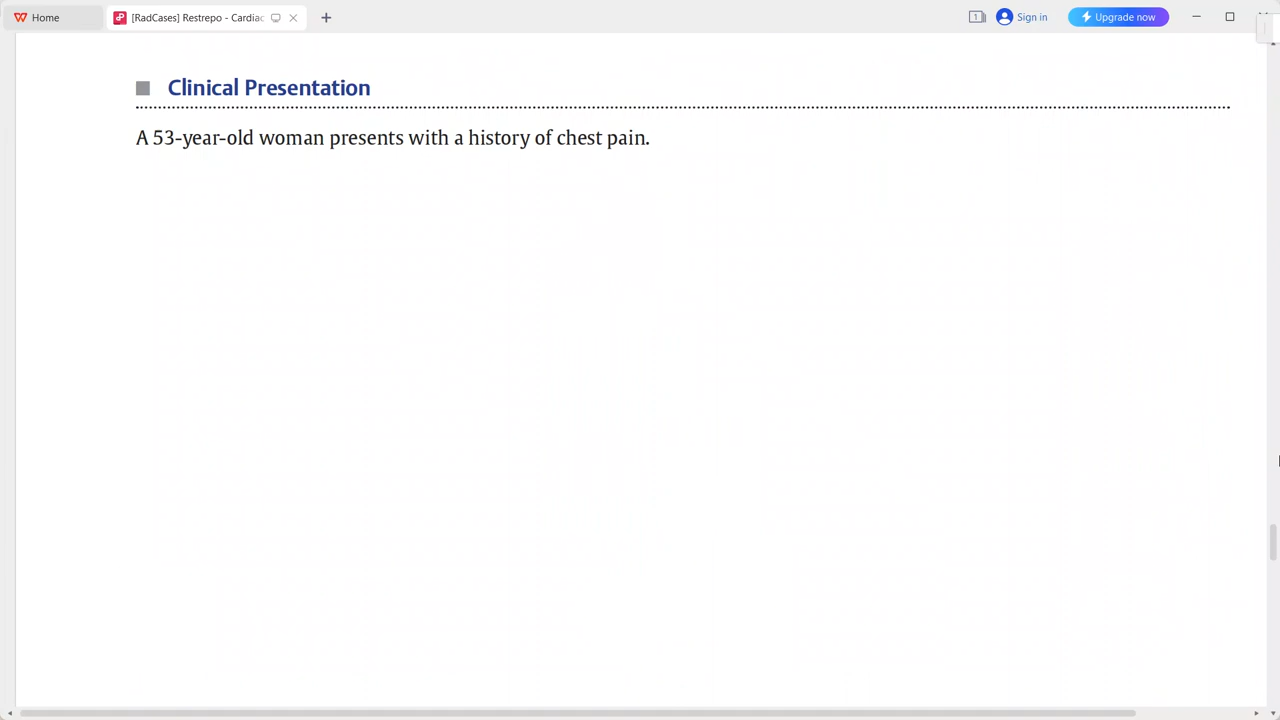 Home
[RadCases] Restrepo - Cardiac
1
Sign in
Upgrade now
Clinical Presentation
A 53-year-old woman presents with a history of chest pain.